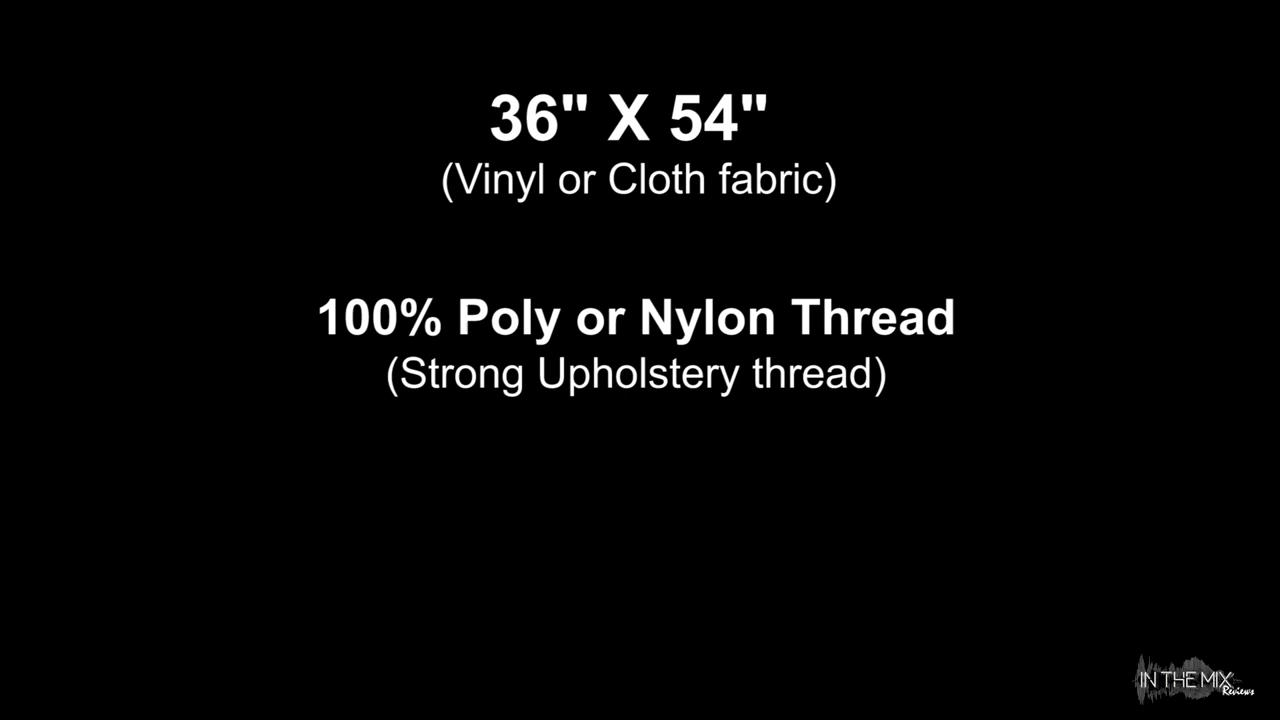 36" X 54"
(Vinyl or Cloth fabric)
100% Poly or Nylon Thread
(Strong Upholstery thread)
IN THE MIX
Reviews